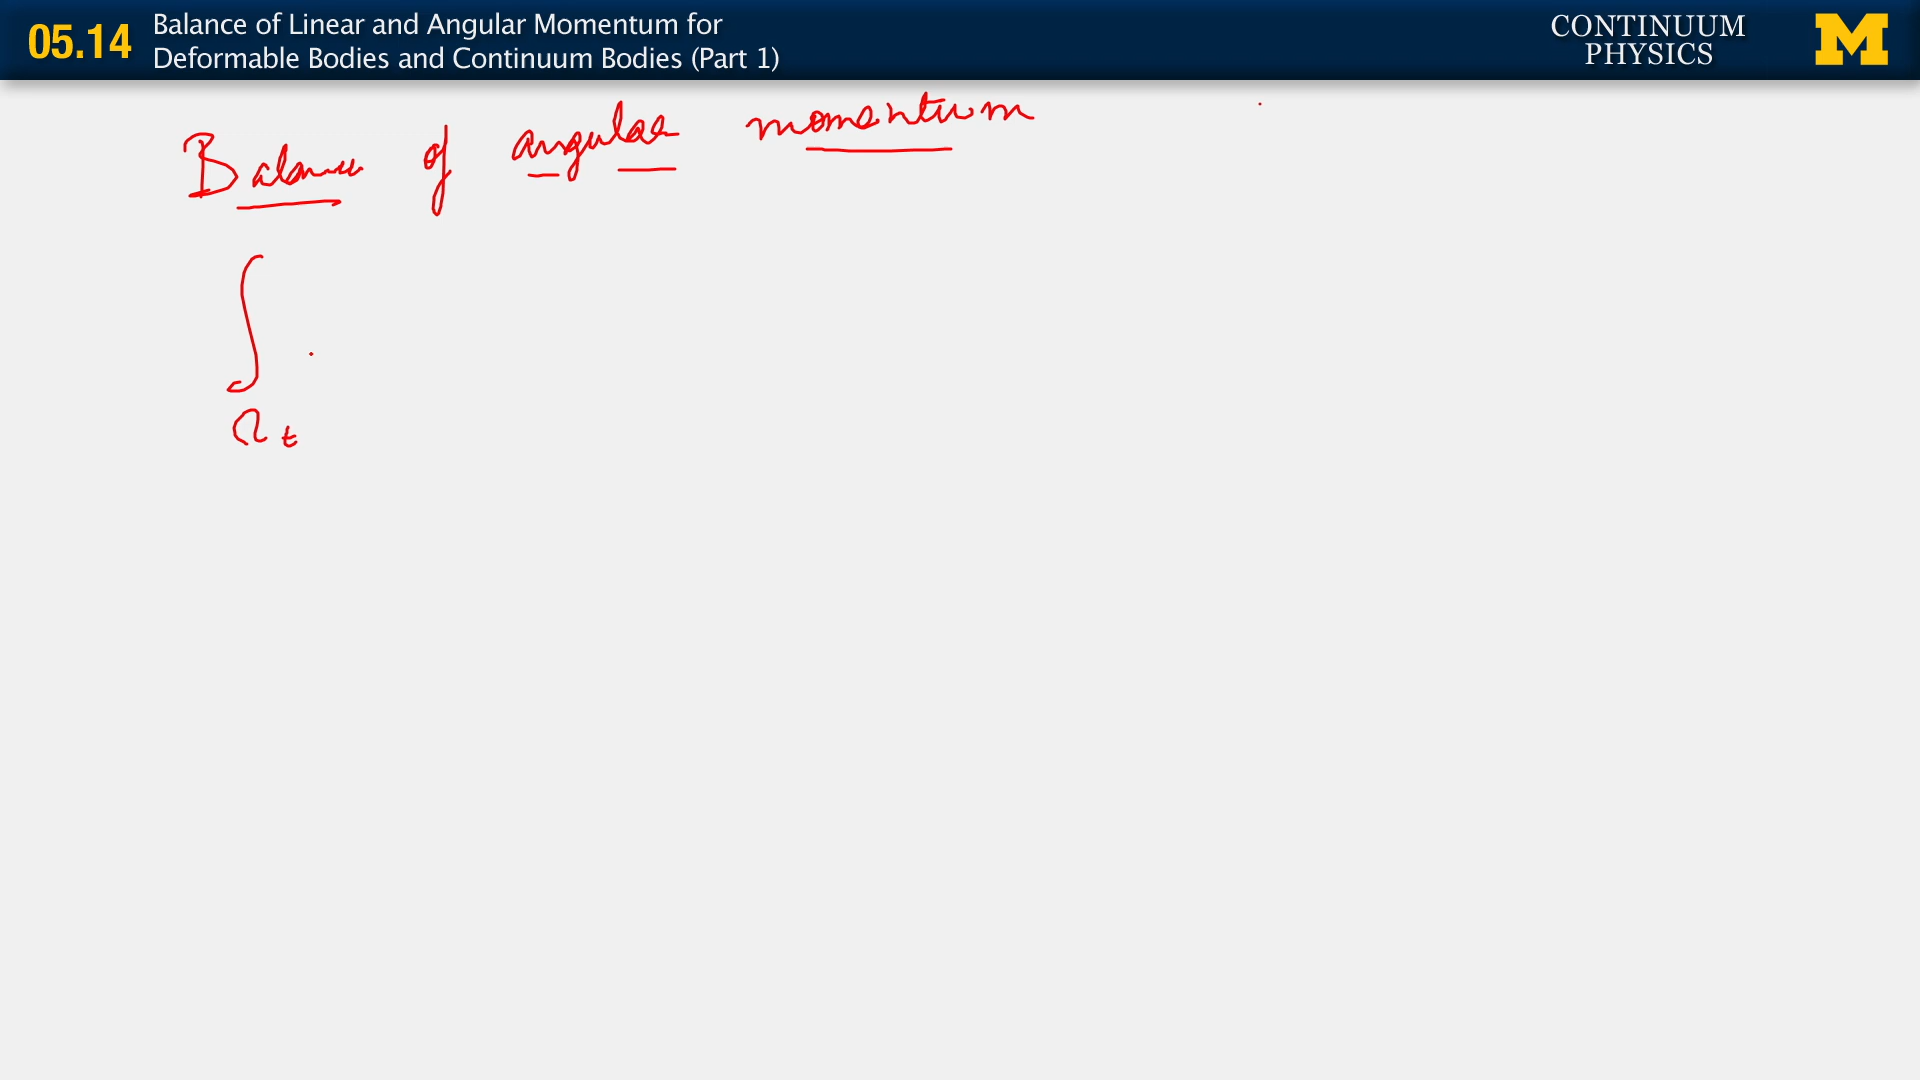 05.14
Balance of Linear and Angular Momentum for
Deformable Bodies and Continuum Bodies (Part 1)
CONTINUUM
PHYSICS
M
Balance of angular momentum
∫
Ω t